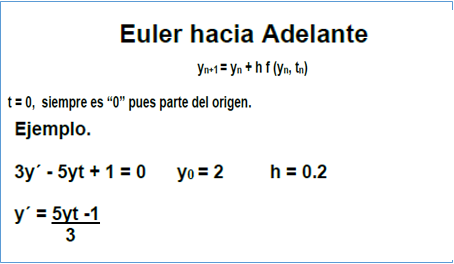 Euler hacia Adelante
yn+1 = yn + h f (yn, tn)
t = 0, siempre es “0” pues parte del origen.
Ejemplo.
3y´ - 5yt + 1 = 0 y0 = 2 h = 0.2
y´ = 5yt -1
3